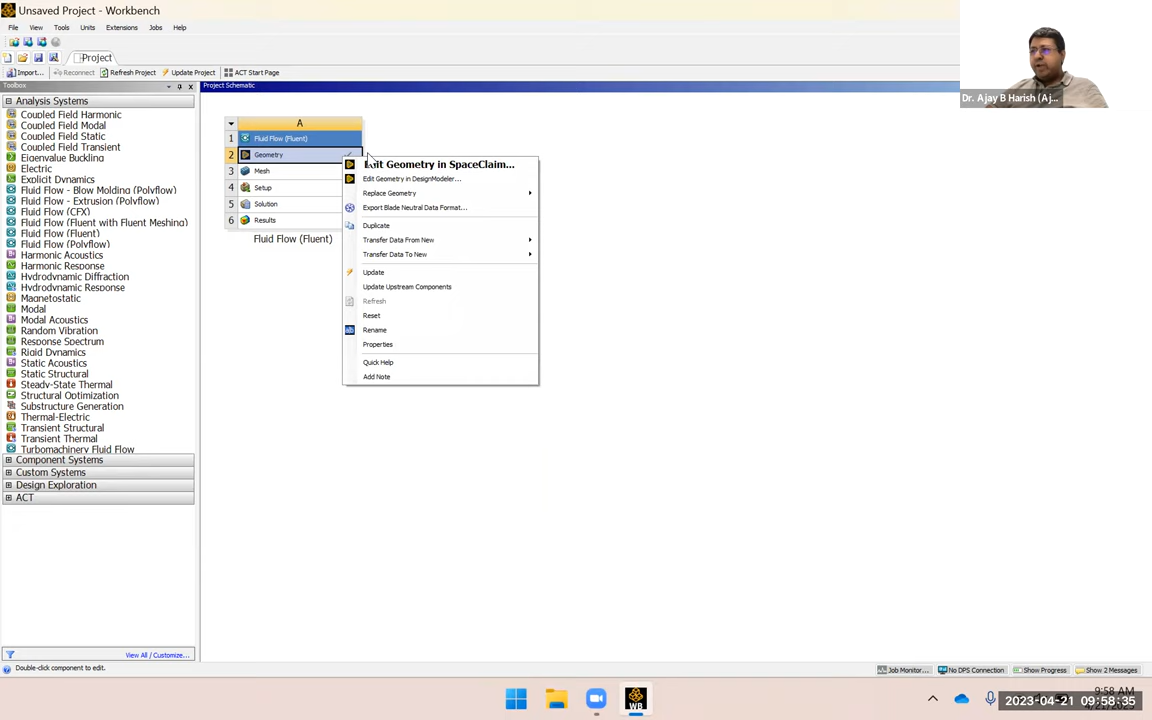 Unsaved Project - Workbench
File View Tools Units Extensions Jobs Help
Project
Import... Reconnect Refresh Project Update Project ACT Start Page
Toolbox
Project Schematic
Dr. Ajay B Harish (Aj...
Analysis Systems
Coupled Field Harmonic
Coupled Field Modal
Coupled Field Static
Coupled Field Transient
Eigenvalue Buckling
Electric
Explicit Dynamics
Fluid Flow - Blow Molding (Polyflow)
Fluid Flow - Extrusion (Polyflow)
Fluid Flow (CFX)
Fluid Flow (Fluent with Fluent Meshing)
Fluid Flow (Fluent)
Fluid Flow (Polyflow)
Harmonic Acoustics
Harmonic Response
Hydrodynamic Diffraction
Hydrodynamic Response
Magnetostatic
Modal
Modal Acoustics
Random Vibration
Response Spectrum
Rigid Dynamics
Static Acoustics
Static Structural
Steady-State Thermal
Structural Optimization
Substructure Generation
Thermal-Electric
Transient Structural
Transient Thermal
Turbomachinery Fluid Flow
Component Systems
Custom Systems
Design Exploration
ACT
View All / Customize...
A
1 Fluid Flow (Fluent)
2 Geometry
3 Mesh
4 Setup
5 Solution
6 Results
Fluid Flow (Fluent)
Edit Geometry in SpaceClaim...
Edit Geometry in DesignModeler...
Replace Geometry
Export Blade Neutral Data Format...
Duplicate
Transfer Data From New
Transfer Data To New
Update
Update Upstream Components
Refresh
Reset
Rename
Properties
Quick Help
Add Note
Double-click component to edit.
Job Monitor... No DPS Connection Show Progress Show 2 Messages
WB
9:58 AM
2023-04-21 09:58:35